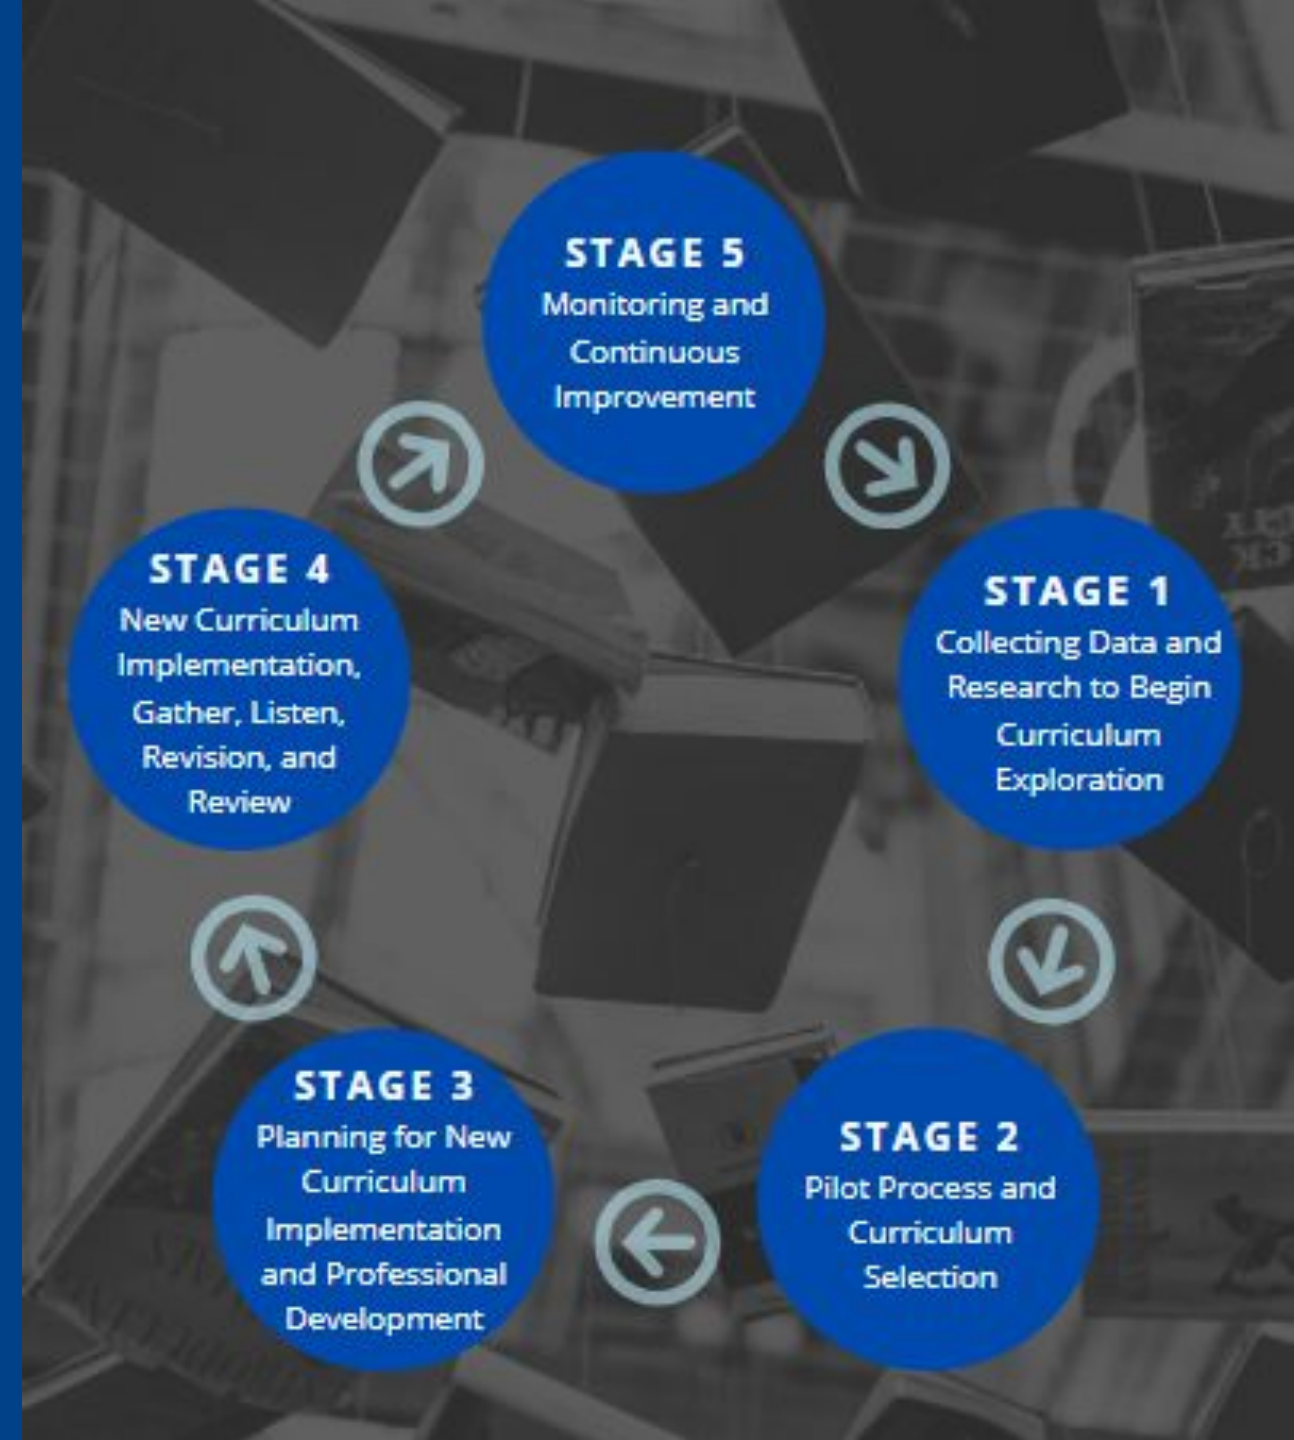 STAGE 5
Monitoring and
Continuous
Improvement
STAGE 4
New Curriculum
Implementation,
Gather, Listen,
Revision, and
Review
STAGE 1
Collecting Data and
Research to Begin
Curriculum
Exploration
STAGE 3
Planning for New
Curriculum
Implementation
and Professional
Development
STAGE 2
Pilot Process and
Curriculum
Selection